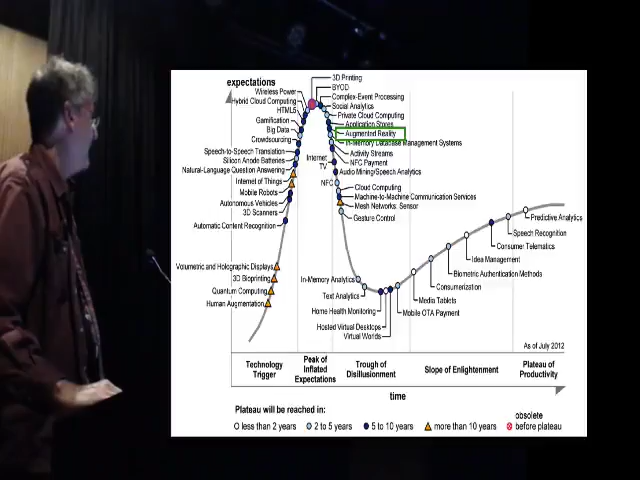 expectations
3D Printing
BYOD
Wireless Power
Complex-Event Processing
Hybrid Cloud Computing
Social Analytics
HTML5
Private Cloud Computing
Gamification
Application Stores
Big Data
Augmented Reality
Crowdsourcing
In-Memory Database Management Systems
Speech-to-Speech Translation
Activity Streams
Silicon Anode Batteries
Internet TV
NFC Payment
Natural-Language Question Answering
Audio Mining/Speech Analytics
Internet of Things
NFC
Cloud Computing
Mobile Robots
Machine-to-Machine Communication Services
Autonomous Vehicles
Mesh Networks: Sensor
3D Scanners
Gesture Control
Automatic Content Recognition
Predictive Analytics
Speech Recognition
Consumer Telematics
Idea Management
Volumetric and Holographic Displays
Biometric Authentication Methods
3D Bioprinting
In-Memory Analytics
Consumerization
Quantum Computing
Text Analytics
Media Tablets
Human Augmentation
Home Health Monitoring
Mobile OTA Payment
Hosted Virtual Desktops
Virtual Worlds
As of July 2012
Technology Trigger
Peak of Inflated Expectations
Trough of Disillusionment
Slope of Enlightenment
Plateau of Productivity
time
Plateau will be reached in:
less than 2 years
2 to 5 years
5 to 10 years
more than 10 years
obsolete before plateau